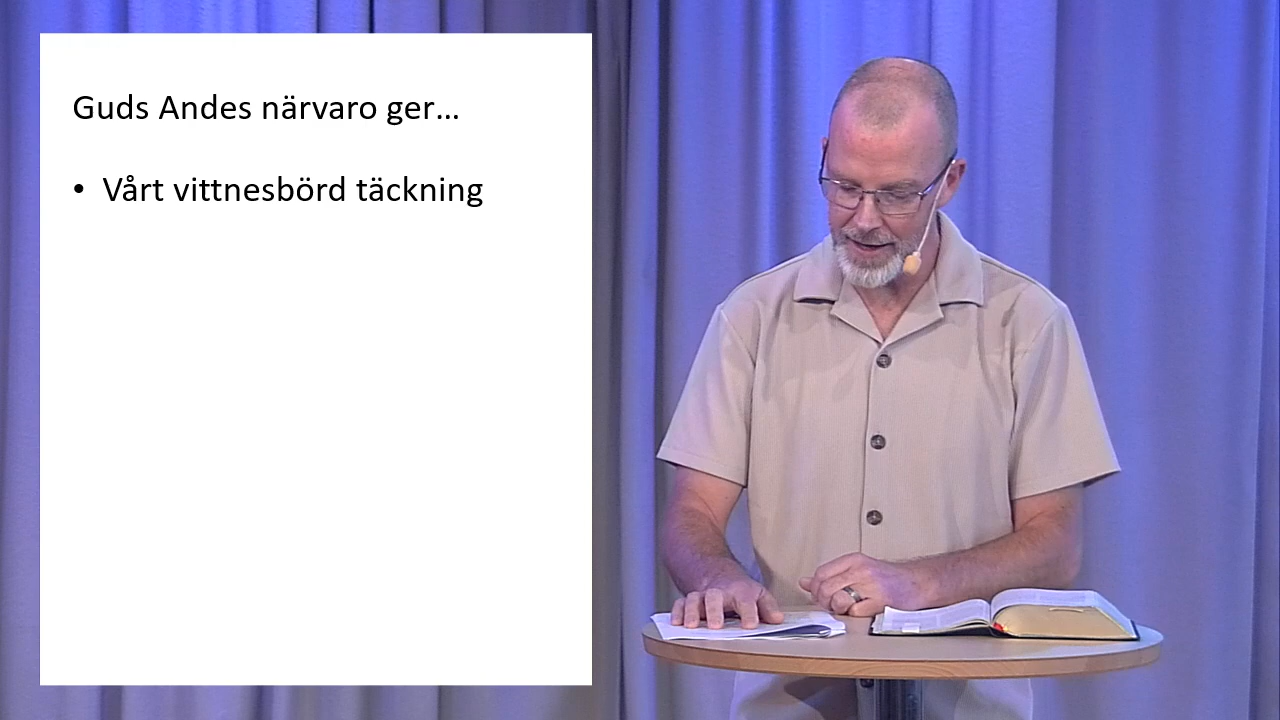 Guds Andes närvaro ger…
• Vårt vittnesbörd täckning